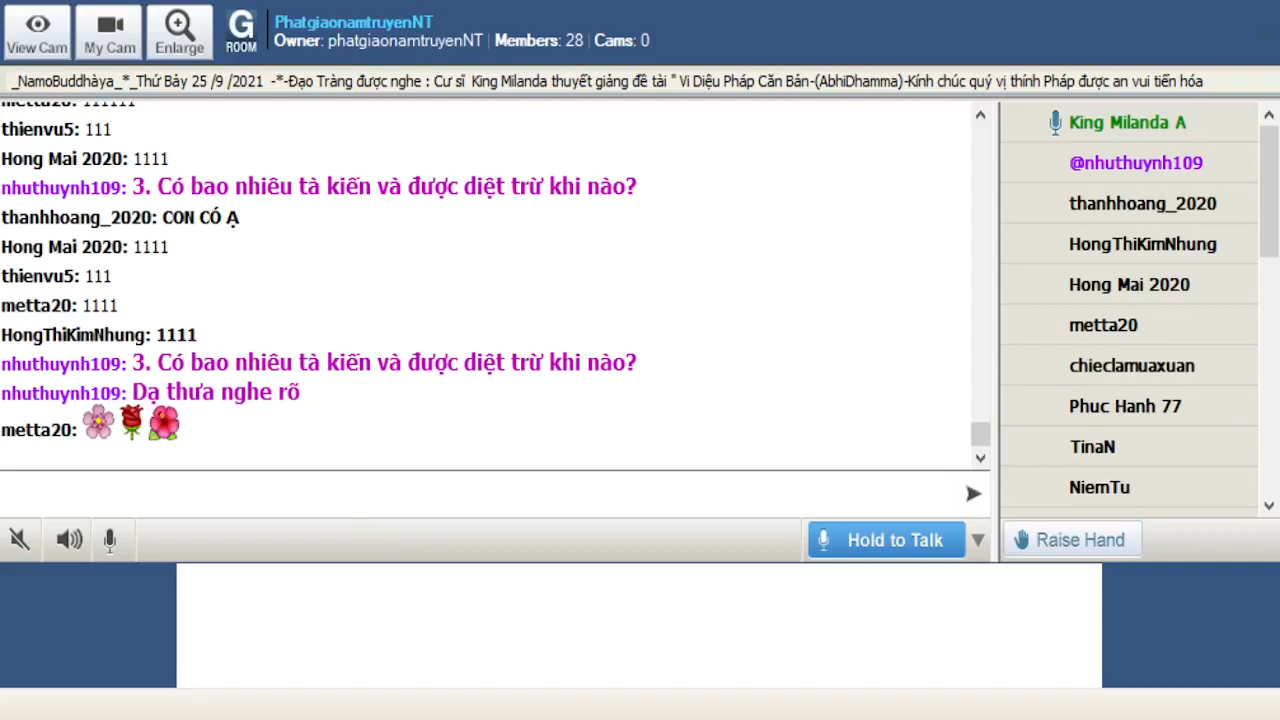 View Cam
My Cam
Enlarge
G
ROOM
PhatgiaonamtruyenNT
Owner: phatgiaonamtruyenNT | Members: 28 | Cams: 0
_NamoBuddhàya_*_Thứ Bảy 25 /9 /2021 -*-Đạo Tràng được nghe : Cư sĩ King Milanda thuyết giảng đề tài " Vi Diệu Pháp Căn Bản-(AbhiDhamma)-Kính chúc quý vị thính Pháp được an vui tiến hóa
metta20: 111111
thienvu5: 111
Hong Mai 2020: 1111
nhuthuynh109: 3. Có bao nhiêu tà kiến và được diệt trừ khi nào?
thanhhoang_2020: CON CÓ Ạ
Hong Mai 2020: 1111
thienvu5: 111
metta20: 1111
HongThiKimNhung: 1111
nhuthuynh109: 3. Có bao nhiêu tà kiến và được diệt trừ khi nào?
nhuthuynh109: Dạ thưa nghe rõ
metta20:
King Milanda A
@nhuthuynh109
thanhhoang_2020
HongThiKimNhung
Hong Mai 2020
metta20
chieclamuaxuan
Phuc Hanh 77
TinaN
NiemTu
Hold to Talk
Raise Hand